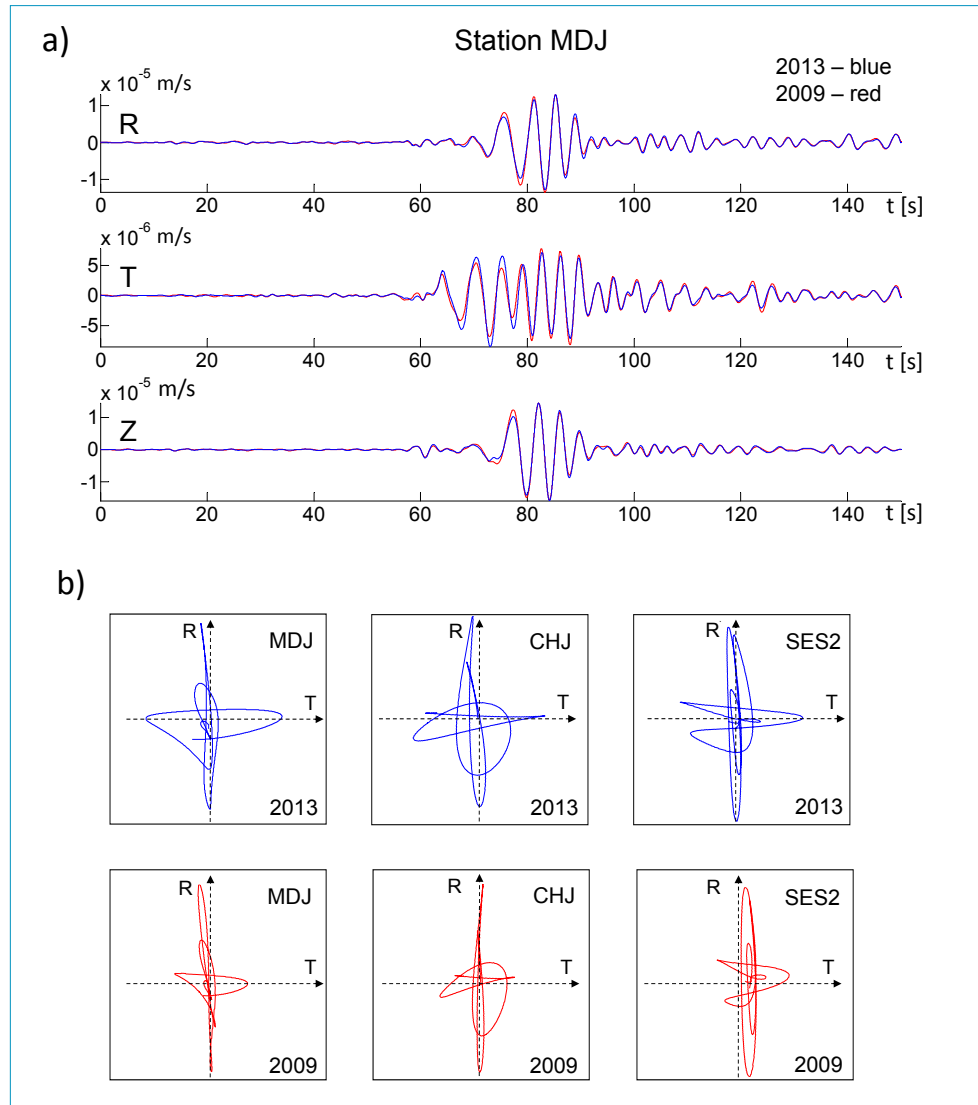 a)
Station MDJ
2013 – blue
2009 – red
x 10⁻⁵ m/s
1
R
0
-1
0 20 40 60 80 100 120 140 t [s]
x 10⁻⁶ m/s
5
T
0
-5
0 20 40 60 80 100 120 140 t [s]
x 10⁻⁵ m/s
1
Z
0
-1
0 20 40 60 80 100 120 140 t [s]
b)
R MDJ
T
2013
R CHJ
T
2013
R SES2
T
2013
R MDJ
T
2009
R CHJ
T
2009
R SES2
T
2009